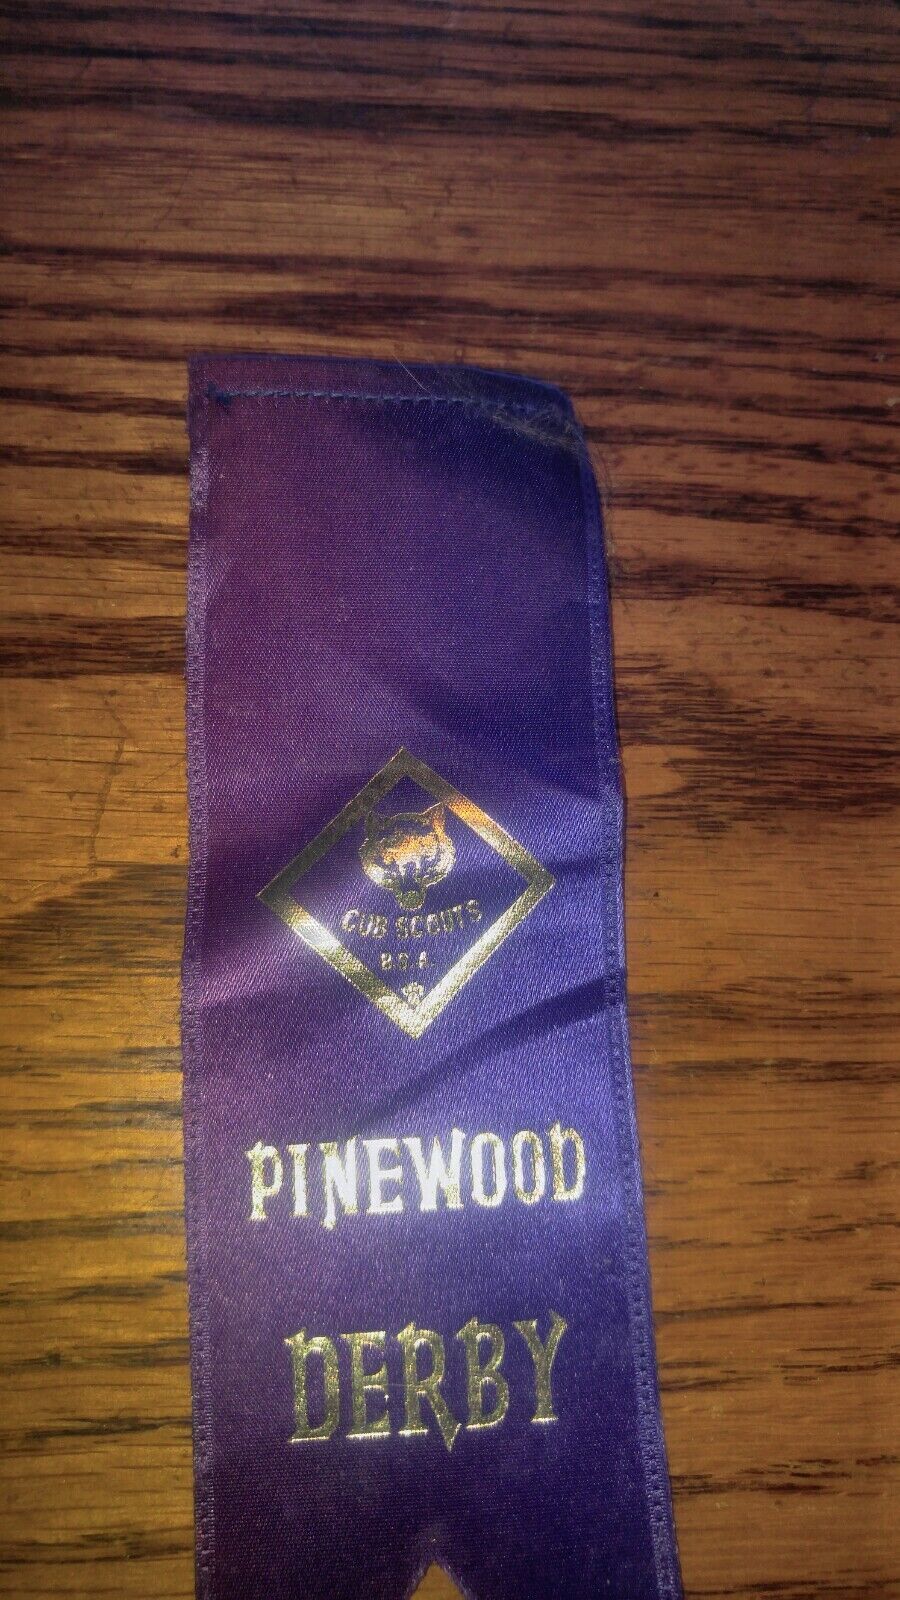 CUB SCOUTS
B.S.A.
PINEWOOD
DERBY